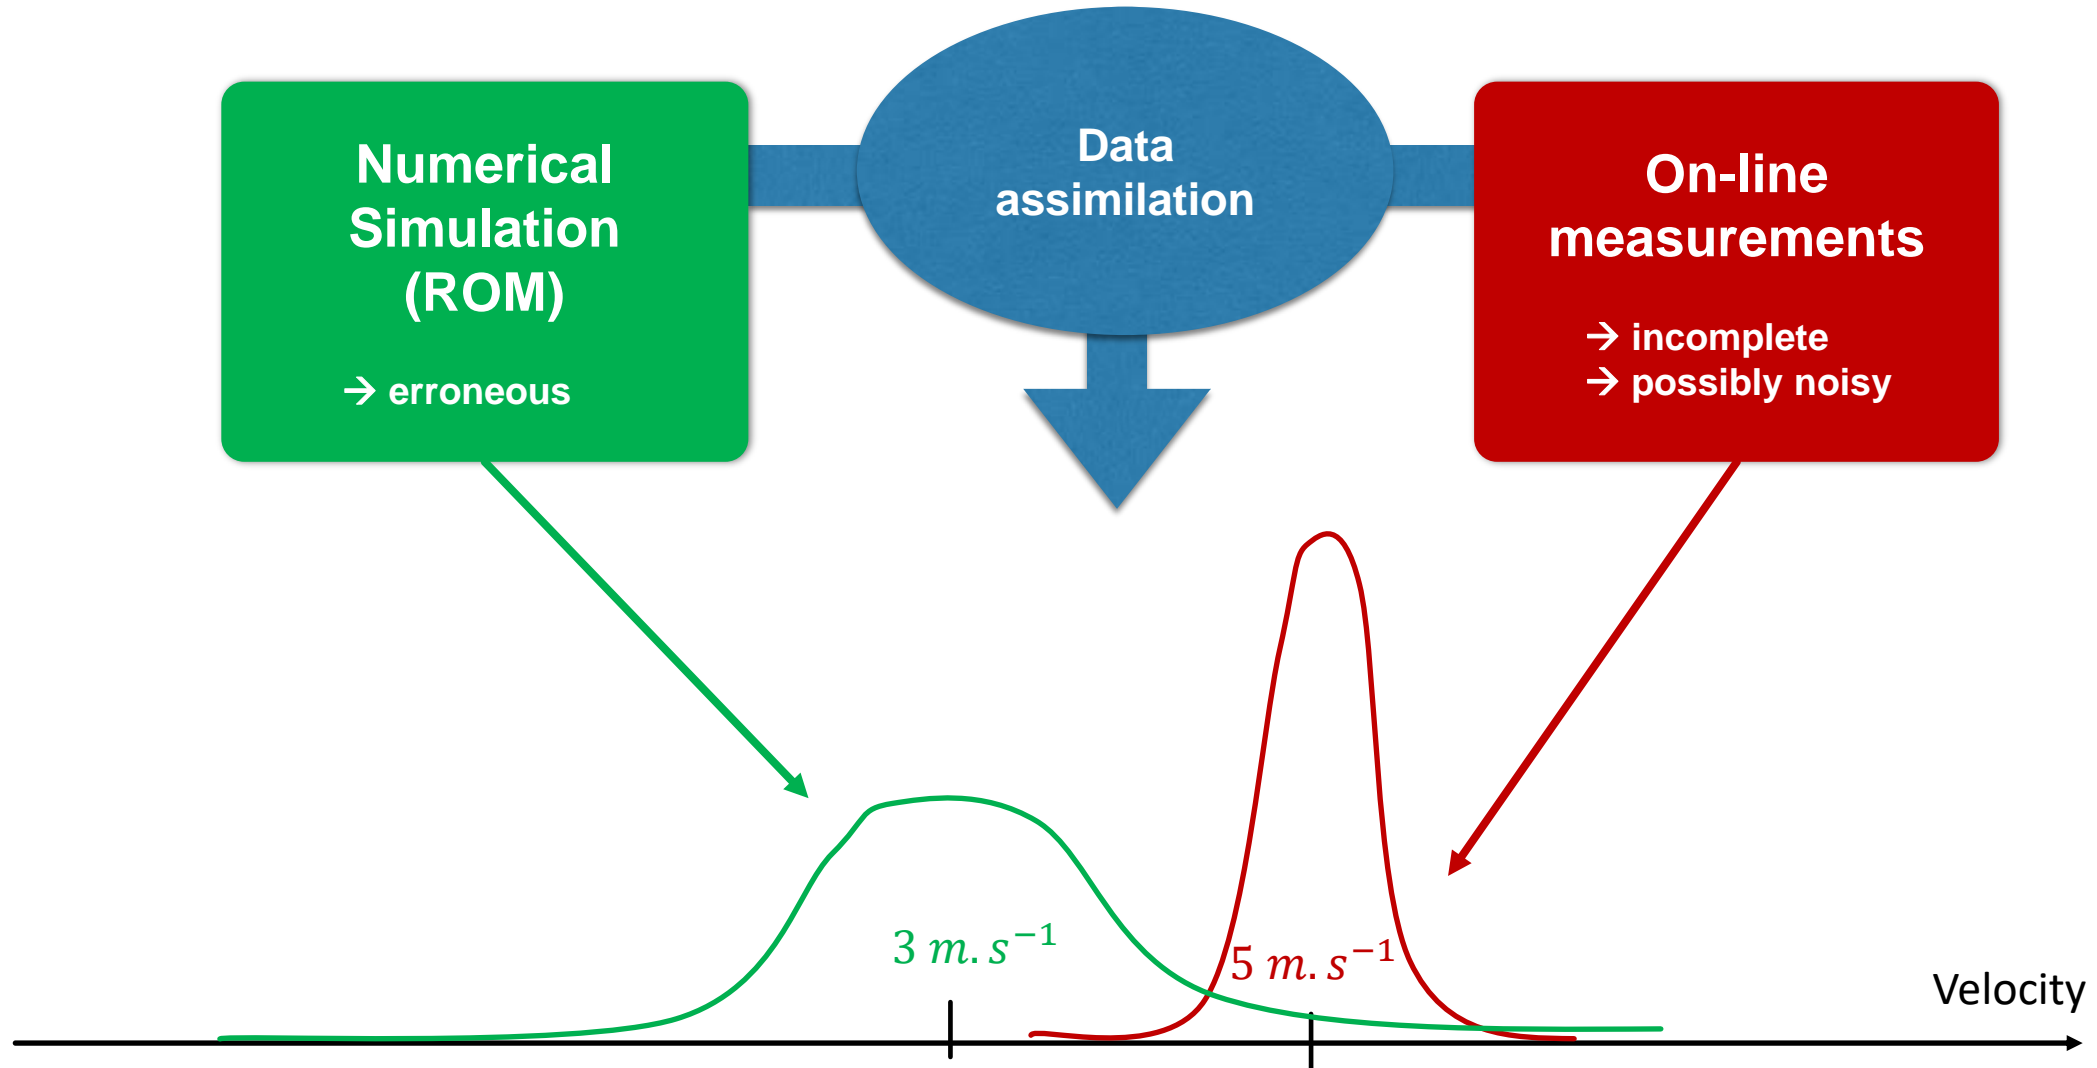 Numerical
Simulation
(ROM)
→ erroneous
Data
assimilation
On-line
measurements
→ incomplete
→ possibly noisy
3 m.s⁻¹
5 m.s⁻¹
Velocity